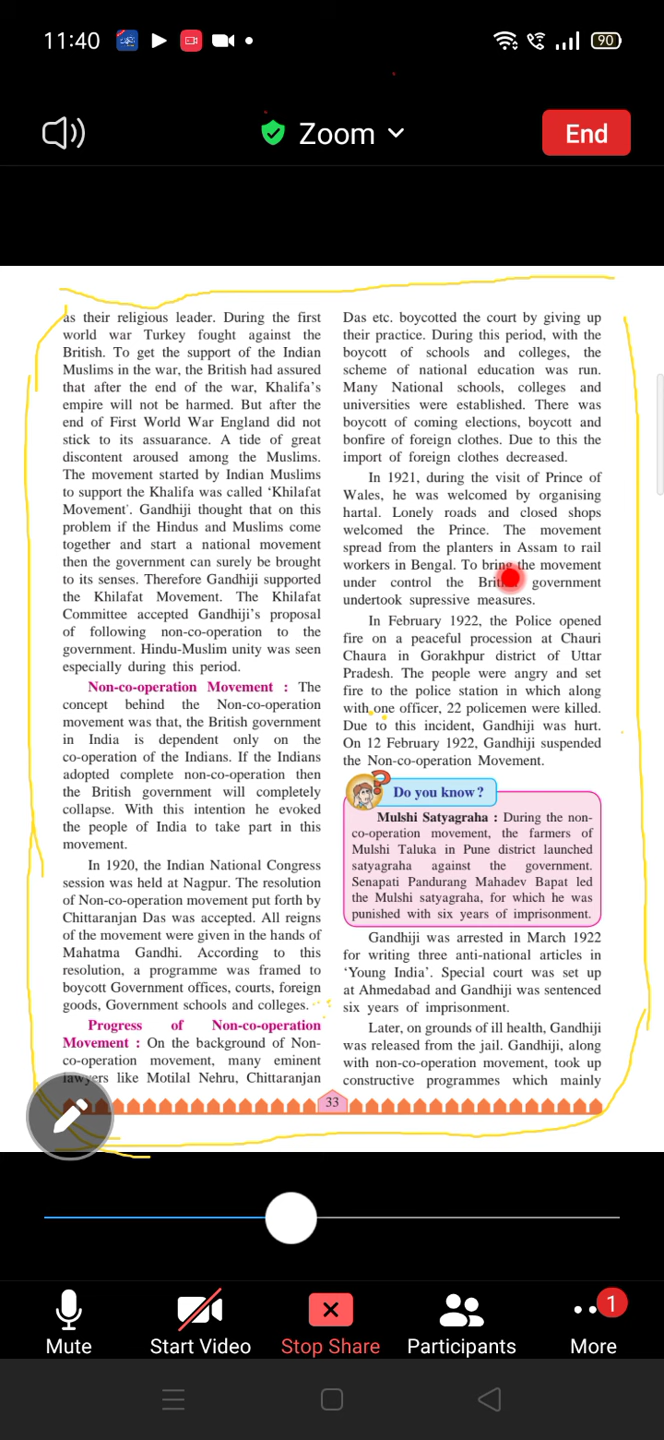 11:40
90
Zoom
End
as their religious leader. During the first
world war Turkey fought against the
British. To get the support of the Indian
Muslims in the war, the British had assured
that after the end of the war, Khalifa's
empire will not be harmed. But after the
end of First World War England did not
stick to its assuarance. A tide of great
discontent aroused among the Muslims.
The movement started by Indian Muslims
to support the Khalifa was called 'Khilafat
Movement'. Gandhiji thought that on this
problem if the Hindus and Muslims come
together and start a national movement
then the government can surely be brought
to its senses. Therefore Gandhiji supported
the Khilafat Movement. The Khilafat
Committee accepted Gandhiji's proposal
of following non-co-operation to the
government. Hindu-Muslim unity was seen
especially during this period.
Non-co-operation Movement : The
concept behind the Non-co-operation
movement was that, the British government
in India is dependent only on the
co-operation of the Indians. If the Indians
adopted complete non-co-operation then
the British government will completely
collapse. With this intention he evoked
the people of India to take part in this
movement.
In 1920, the Indian National Congress
session was held at Nagpur. The resolution
of Non-co-operation movement put forth by
Chittaranjan Das was accepted. All reigns
of the movement were given in the hands of
Mahatma Gandhi. According to this
resolution, a programme was framed to
boycott Government offices, courts, foreign
goods, Government schools and colleges.
Progress of Non-co-operation
Movement : On the background of Non-
co-operation movement, many eminent
lawyers like Motilal Nehru, Chittaranjan
Das etc. boycotted the court by giving up
their practice. During this period, with the
boycott of schools and colleges, the
scheme of national education was run.
Many National schools, colleges and
universities were established. There was
boycott of coming elections, boycott and
bonfire of foreign clothes. Due to this the
import of foreign clothes decreased.
In 1921, during the visit of Prince of
Wales, he was welcomed by organising
hartal. Lonely roads and closed shops
welcomed the Prince. The movement
spread from the planters in Assam to rail
workers in Bengal. To bring the movement
under control the British government
undertook supressive measures.
In February 1922, the Police opened
fire on a peaceful procession at Chauri
Chaura in Gorakhpur district of Uttar
Pradesh. The people were angry and set
fire to the police station in which along
with one officer, 22 policemen were killed.
Due to this incident, Gandhiji was hurt.
On 12 February 1922, Gandhiji suspended
the Non-co-operation Movement.
Do you know?
Mulshi Satyagraha : During the non-
co-operation movement, the farmers of
Mulshi Taluka in Pune district launched
satyagraha against the government.
Senapati Pandurang Mahadev Bapat led
the Mulshi satyagraha, for which he was
punished with six years of imprisonment.
Gandhiji was arrested in March 1922
for writing three anti-national articles in
'Young India'. Special court was set up
at Ahmedabad and Gandhiji was sentenced
six years of imprisonment.
Later, on grounds of ill health, Gandhiji
was released from the jail. Gandhiji, along
with non-co-operation movement, took up
constructive programmes which mainly
33
1
Mute
Start Video
Stop Share
Participants
More